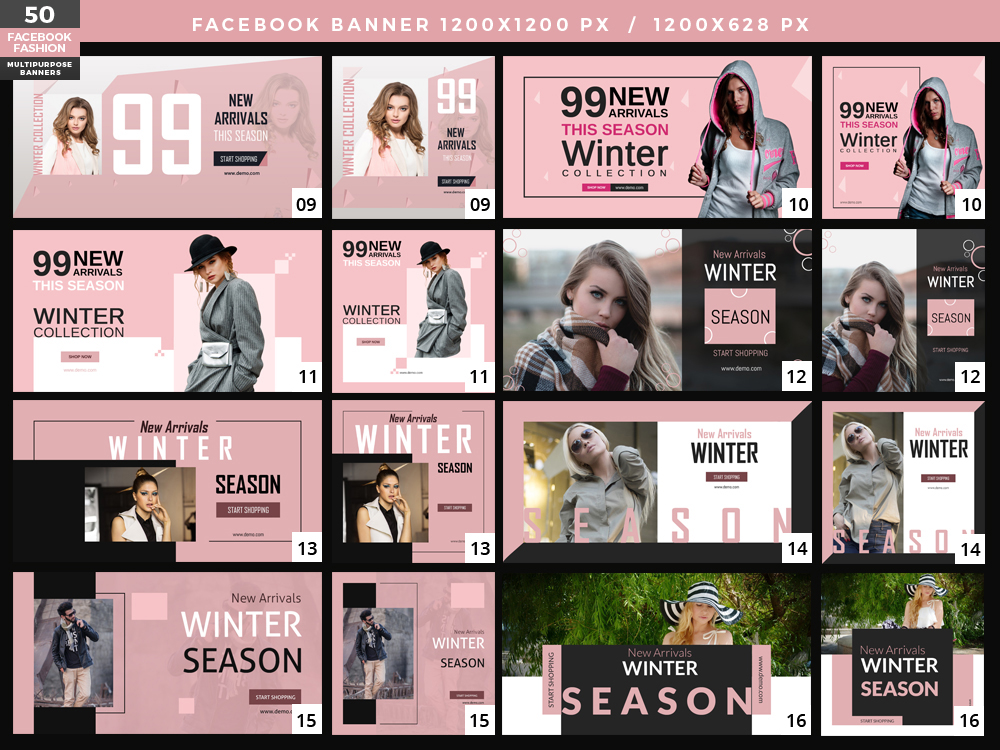 50
FACEBOOK
FASHION
MULTIPURPOSE
BANNERS
FACEBOOK BANNER 1200X1200 PX / 1200X628 PX
WINTER COLLECTION
99
NEW
ARRIVALS
THIS SEASON
START SHOPPING
www.demo.com
09
WINTER COLLECTION
99
NEW
ARRIVALS
THIS SEASON
START SHOPPING
09
99 NEW
ARRIVALS
THIS SEASON
Winter
COLLECTION
SHOP NOW www.demo.com
10
99 NEW
ARRIVALS
THIS SEASON
Winter
COLLECTION
SHOP NOW
www.demo.com
10
99 NEW
ARRIVALS
THIS SEASON
WINTER
COLLECTION
SHOP NOW
www.demo.com
11
99 NEW
ARRIVALS
THIS SEASON
WINTER
COLLECTION
SHOP NOW
www.demo.com
11
New Arrivals
WINTER
SEASON
START SHOPPING
www.demo.com
12
New Arrivals
WINTER
SEASON
START SHOPPING
12
New Arrivals
WINTER
SEASON
START SHOPPING
www.demo.com
13
New Arrivals
WINTER
SEASON
START SHOPPING
13
New Arrivals
WINTER
START SHOPPING
www.demo.com
SEASON
14
New Arrivals
WINTER
START SHOPPING
www.demo.com
SEASON
14
New Arrivals
WINTER
SEASON
START SHOPPING
15
New Arrivals
WINTER
SEASON
START SHOPPING
15
START SHOPPING
New Arrivals
WINTER
SEASON
www.demo.com
16
New Arrivals
WINTER
SEASON
START SHOPPING
16